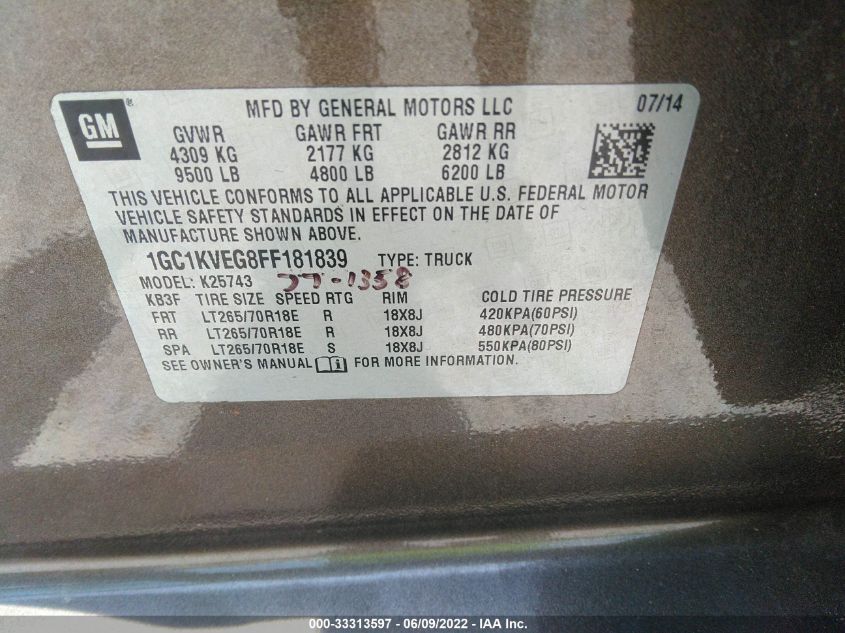 GM ® MFD BY GENERAL MOTORS LLC 07/14
GVWR GAWR FRT GAWR RR
4309 KG 2177 KG 2812 KG
9500 LB 4800 LB 6200 LB
THIS VEHICLE CONFORMS TO ALL APPLICABLE U.S. FEDERAL MOTOR
VEHICLE SAFETY STANDARDS IN EFFECT ON THE DATE OF
MANUFACTURE SHOWN ABOVE.
1GC1KVEG8FF181839 TYPE: TRUCK
MODEL: K25743 -1358
KB3F TIRE SIZE SPEED RTG RIM COLD TIRE PRESSURE
FRT LT265/70R18E R 18X8J 420KPA(60PSI)
RR LT265/70R18E R 18X8J 480KPA(70PSI)
SPA LT265/70R18E S 18X8J 550KPA(80PSI)
SEE OWNER'S MANUAL FOR MORE INFORMATION.
000-33313597 - 06/09/2022 - IAA Inc.